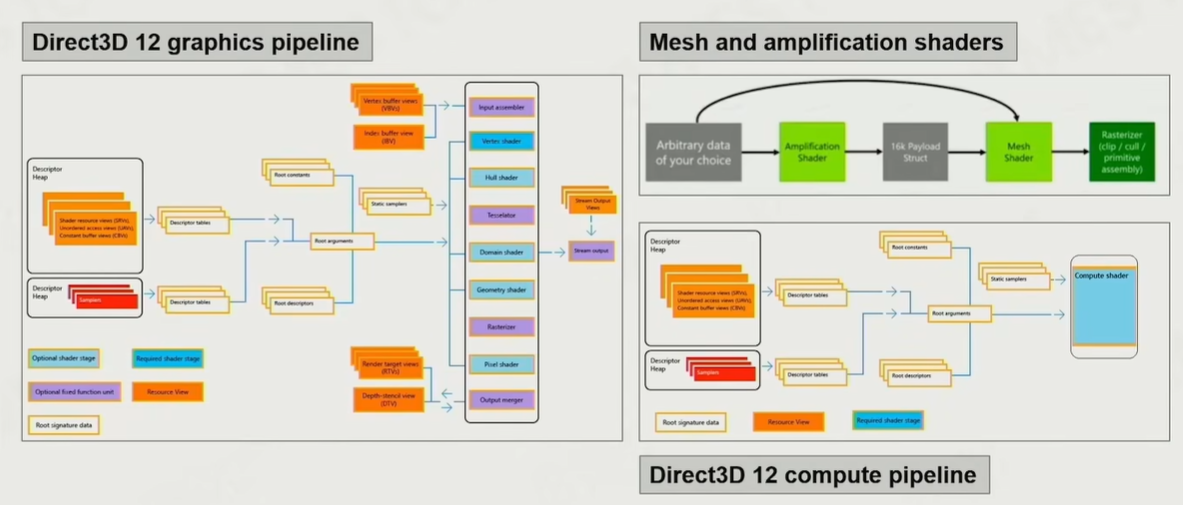 Direct3D 12 graphics pipeline
Vertex buffer views
(VBVs)
Index buffer view
(IBV)
Input assembler
Vertex shader
Hull shader
Tessellator
Domain shader
Geometry shader
Rasterizer
Pixel shader
Output merger
Stream Output
Views
Stream output
Descriptor
Heap
Shader resource views (SRVs),
Unordered access views (UAVs),
Constant buffer views (CBVs)
Descriptor tables
Root constants
Static samplers
Root arguments
Descriptor
Heap
Samplers
Descriptor tables
Root descriptors
Render target views
(RTVs)
Depth-stencil view
(DTV)
Optional shader stage
Required shader stage
Optional fixed function unit
Resource View
Root signature data
Mesh and amplification shaders
Arbitrary data
of your choice
Amplification
Shader
16k Payload
Struct
Mesh
Shader
Rasterizer
(clip / cull /
primitive
assembly)
Descriptor
Heap
Shader resource views (SRVs),
Unordered access views (UAVs),
Constant buffer views (CBVs)
Descriptor tables
Root constants
Static samplers
Root arguments
Compute shader
Descriptor
Heap
Samplers
Descriptor tables
Root descriptors
Root signature data
Resource View
Required shader stage
Direct3D 12 compute pipeline